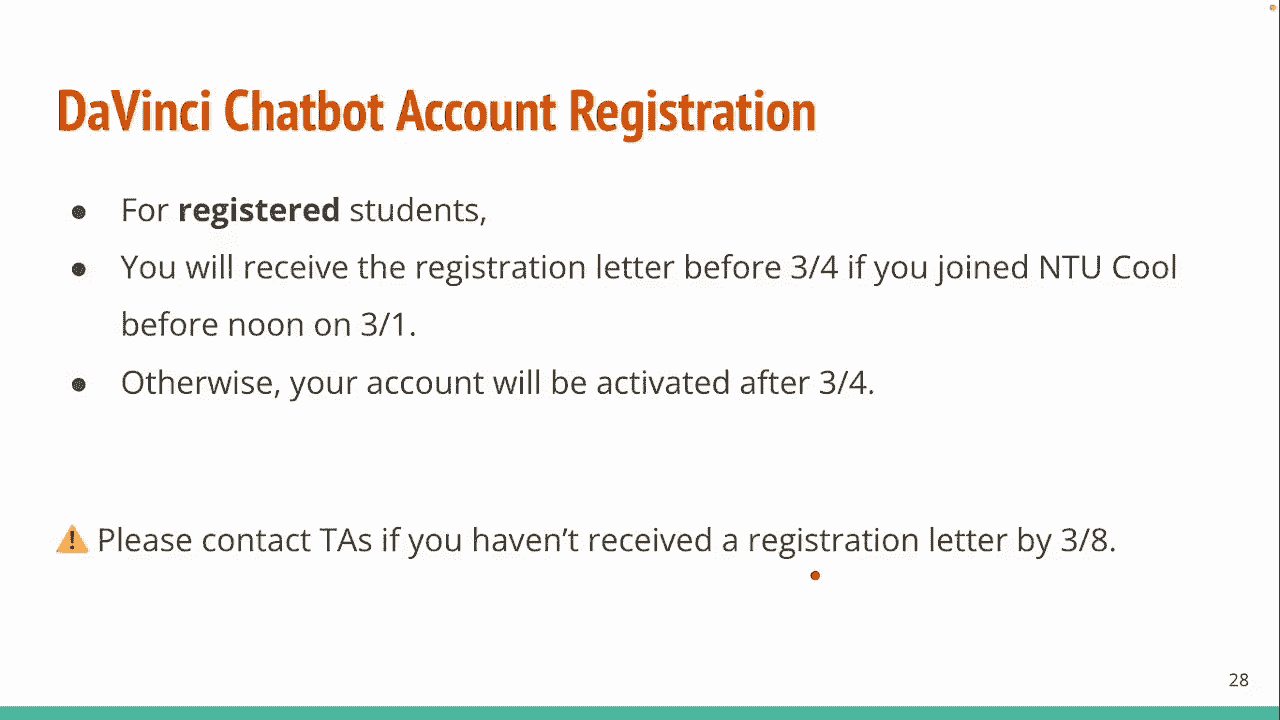 DaVinci Chatbot Account Registration
● For registered students,
● You will receive the registration letter before 3/4 if you joined NTU Cool
before noon on 3/1.
● Otherwise, your account will be activated after 3/4.
⚠ Please contact TAs if you haven’t received a registration letter by 3/8.
28